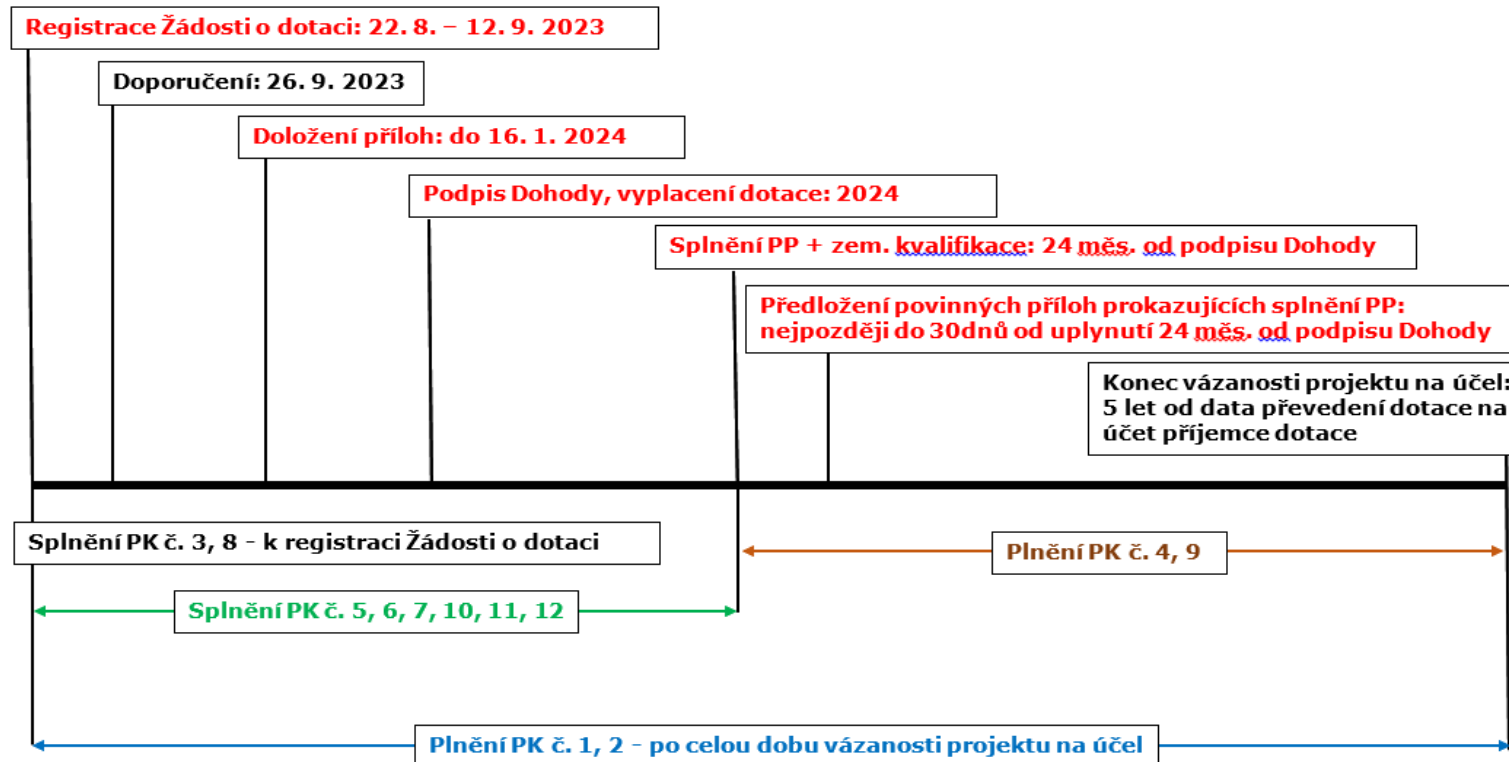 Registrace Žádosti o dotaci: 22. 8. – 12. 9. 2023
Doporučení: 26. 9. 2023
Doložení příloh: do 16. 1. 2024
Podpis Dohody, vyplacení dotace: 2024
Splnění PP + zem. kvalifikace: 24 měs. od podpisu Dohody
Předložení povinných příloh prokazujících splnění PP:
nejpozději do 30dnů od uplynutí 24 měs. od podpisu Dohody
Konec vázanosti projektu na účel:
5 let od data převedení dotace na
účet příjemce dotace
Splnění PK č. 3, 8 - k registraci Žádosti o dotaci
Plnění PK č. 4, 9
Splnění PK č. 5, 6, 7, 10, 11, 12
Plnění PK č. 1, 2 - po celou dobu vázanosti projektu na účel